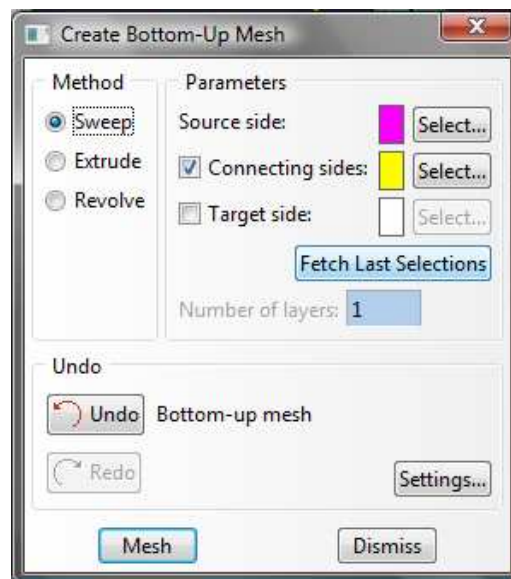 Create Bottom-Up Mesh
Method
Sweep
Extrude
Revolve
Parameters
Source side: Select...
Connecting sides: Select...
Target side: Select...
Fetch Last Selections
Number of layers: 1
Undo
Undo Bottom-up mesh
Redo
Settings...
Mesh Dismiss